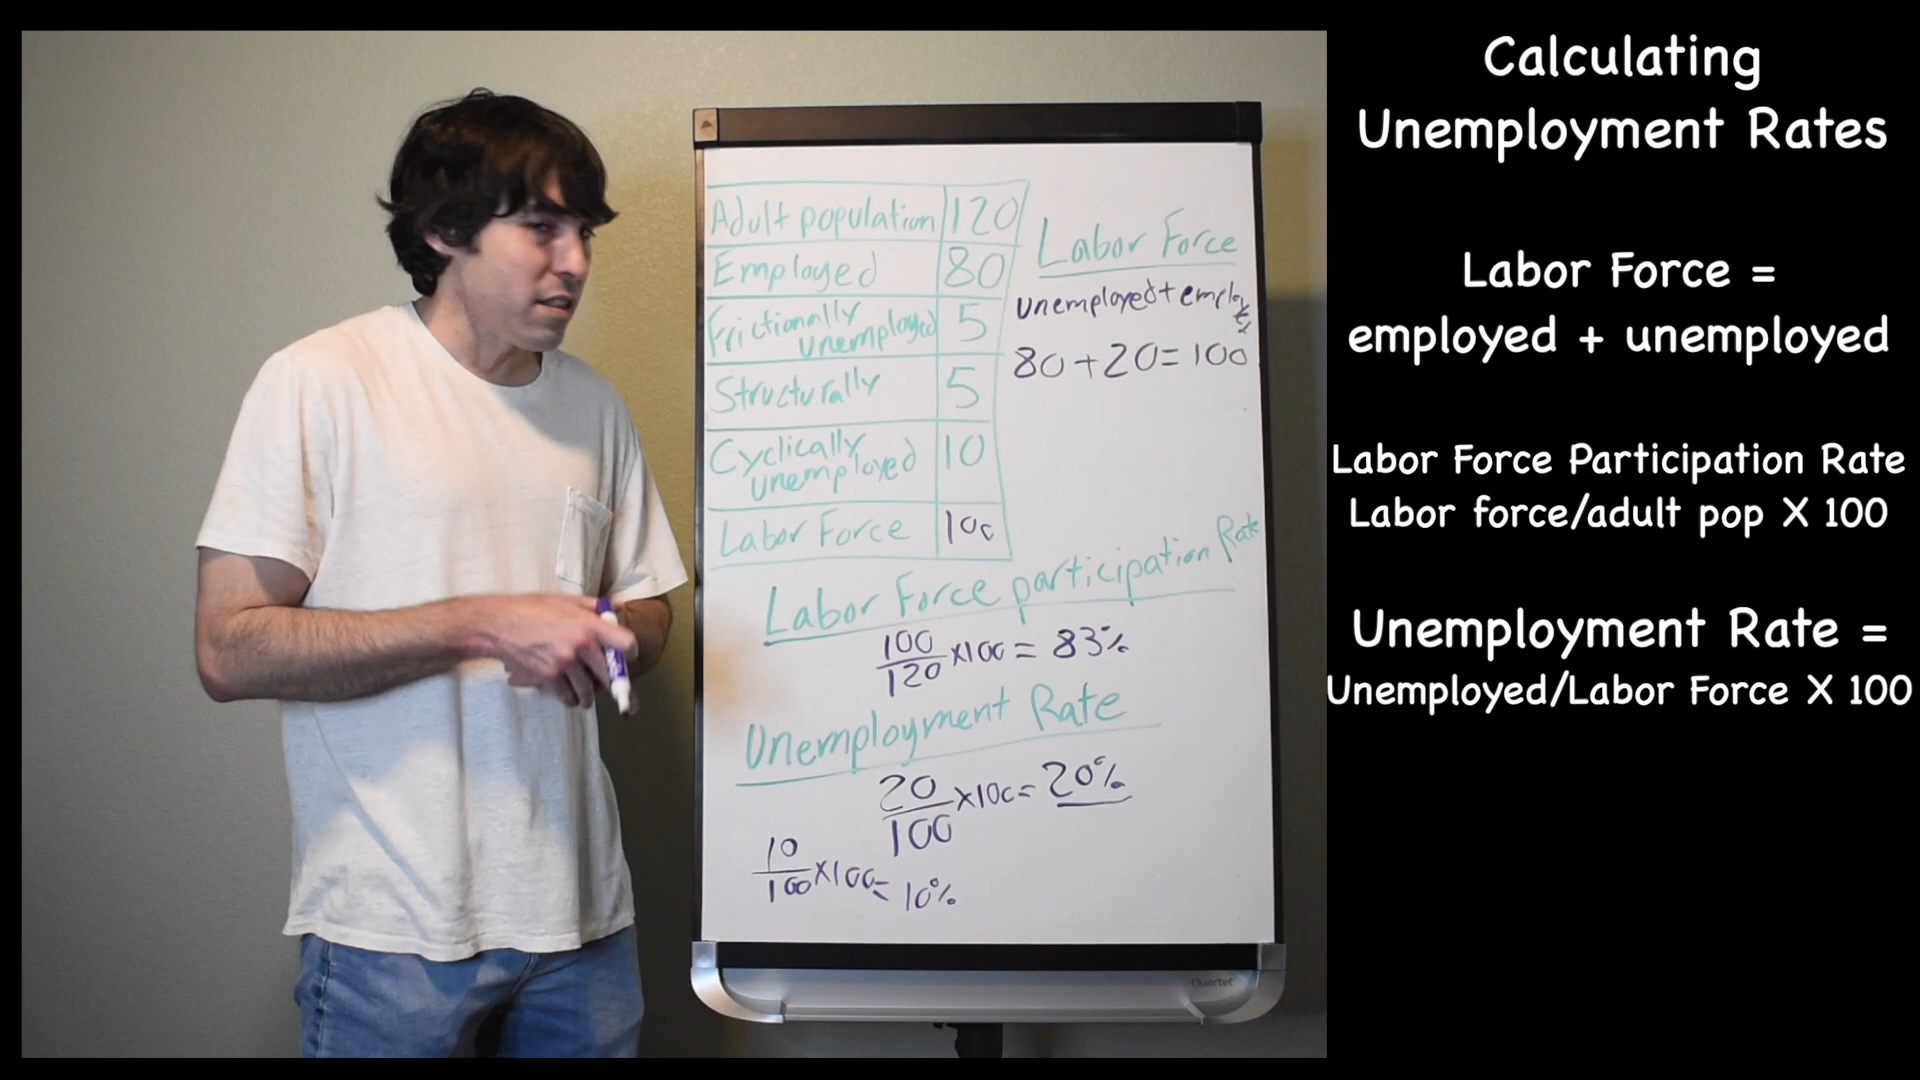 Calculating
Unemployment Rates
Labor Force =
employed + unemployed
Labor Force Participation Rate
Labor force/adult pop X 100
Unemployment Rate =
Unemployed/Labor Force X 100
Adult population 120
Employed 80
Frictionally
unemployed 5
Structurally 5
Cyclically
unemployed 10
Labor Force 100
Labor Force
unemployed + employed
80 + 20 = 100
Labor Force participation Rate
100
120 x100 = 83%
Unemployment Rate
20
100 x100 = 20%
10
100 x100 = 10%
Quartet